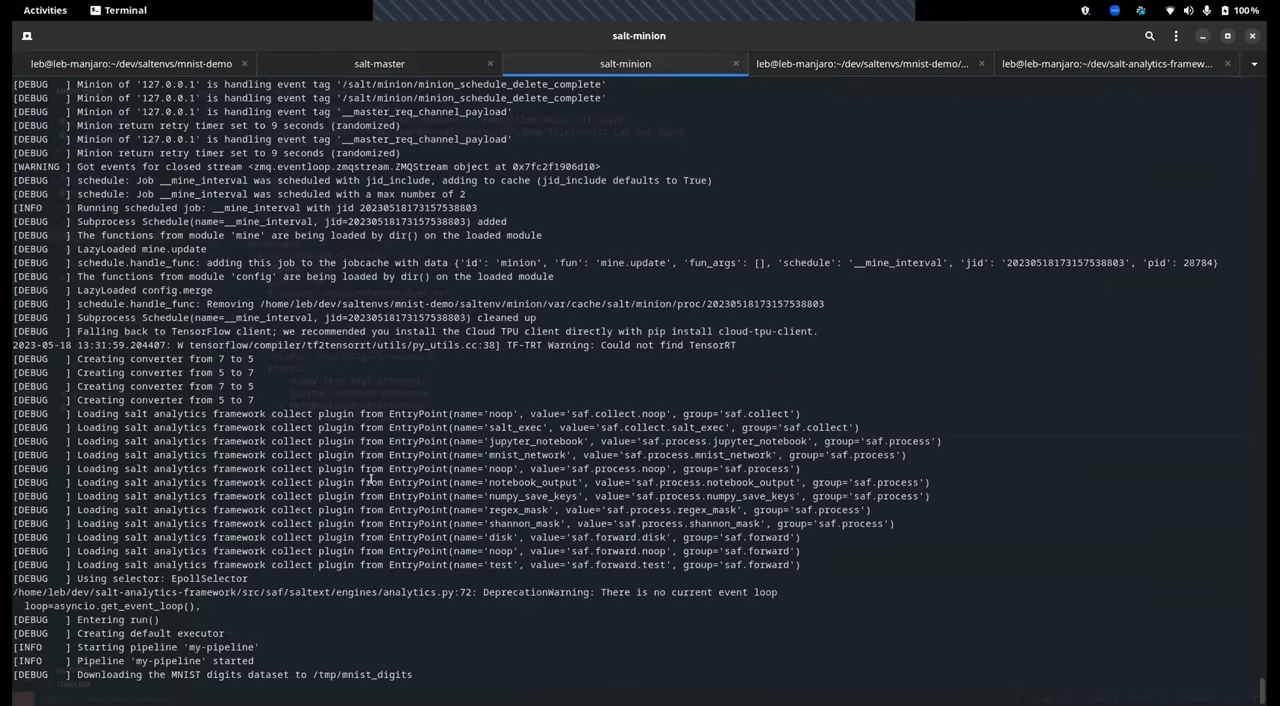 Activities Terminal 100 %
salt-minion
leb@leb-manjaro:~/dev/saltenvs/mnist-demo × salt-master × salt-minion × leb@leb-manjaro:~/dev/saltenvs/mnist-demo/... × leb@leb-manjaro:~/dev/salt-analytics-framew... ×
[DEBUG ] Minion of '127.0.0.1' is handling event tag '/salt/minion/minion_schedule_delete_complete'
[DEBUG ] Minion of '127.0.0.1' is handling event tag '/salt/minion/minion_schedule_delete_complete'
[DEBUG ] Minion of '127.0.0.1' is handling event tag '__master_req_channel_payload'
[DEBUG ] Minion return retry timer set to 9 seconds (randomized)
[DEBUG ] Minion of '127.0.0.1' is handling event tag '__master_req_channel_payload'
[DEBUG ] Minion return retry timer set to 9 seconds (randomized)
[WARNING ] Got events for closed stream <zmq.eventloop.zmqstream.ZMQStream object at 0x7fc2f1906d10>
[DEBUG ] schedule: Job __mine_interval was scheduled with jid_include, adding to cache (jid_include defaults to True)
[DEBUG ] schedule: Job __mine_interval was scheduled with a max number of 2
[INFO ] Running scheduled job: __mine_interval with jid 20230518173157538803
[DEBUG ] Subprocess Schedule(name=__mine_interval, jid=20230518173157538803) added
[DEBUG ] The functions from module 'mine' are being loaded by dir() on the loaded module
[DEBUG ] LazyLoaded mine.update
[DEBUG ] schedule.handle_func: adding this job to the jobcache with data {'id': 'minion', 'fun': 'mine.update', 'fun_args': [], 'schedule': '__mine_interval', 'jid': '20230518173157538803', 'pid': 28784}
[DEBUG ] The functions from module 'config' are being loaded by dir() on the loaded module
[DEBUG ] LazyLoaded config.merge
[DEBUG ] schedule.handle_func: Removing /home/leb/dev/saltenvs/mnist-demo/saltenv/minion/var/cache/salt/minion/proc/20230518173157538803
[DEBUG ] Subprocess Schedule(name=__mine_interval, jid=20230518173157538803) cleaned up
[DEBUG ] Falling back to TensorFlow client; we recommended you install the Cloud TPU client directly with pip install cloud-tpu-client.
2023-05-18 13:31:59.204407: W tensorflow/compiler/tf2tensorrt/utils/py_utils.cc:38] TF-TRT Warning: Could not find TensorRT
[DEBUG ] Creating converter from 7 to 5
[DEBUG ] Creating converter from 5 to 7
[DEBUG ] Creating converter from 7 to 5
[DEBUG ] Creating converter from 5 to 7
[DEBUG ] Loading salt analytics framework collect plugin from EntryPoint(name='noop', value='saf.collect.noop', group='saf.collect')
[DEBUG ] Loading salt analytics framework collect plugin from EntryPoint(name='salt_exec', value='saf.collect.salt_exec', group='saf.collect')
[DEBUG ] Loading salt analytics framework collect plugin from EntryPoint(name='jupyter_notebook', value='saf.process.jupyter_notebook', group='saf.process')
[DEBUG ] Loading salt analytics framework collect plugin from EntryPoint(name='mnist_network', value='saf.process.mnist_network', group='saf.process')
[DEBUG ] Loading salt analytics framework collect plugin from EntryPoint(name='noop', value='saf.process.noop', group='saf.process')
[DEBUG ] Loading salt analytics framework collect plugin from EntryPoint(name='notebook_output', value='saf.process.notebook_output', group='saf.process')
[DEBUG ] Loading salt analytics framework collect plugin from EntryPoint(name='numpy_save_keys', value='saf.process.numpy_save_keys', group='saf.process')
[DEBUG ] Loading salt analytics framework collect plugin from EntryPoint(name='regex_mask', value='saf.process.regex_mask', group='saf.process')
[DEBUG ] Loading salt analytics framework collect plugin from EntryPoint(name='shannon_mask', value='saf.process.shannon_mask', group='saf.process')
[DEBUG ] Loading salt analytics framework collect plugin from EntryPoint(name='disk', value='saf.forward.disk', group='saf.forward')
[DEBUG ] Loading salt analytics framework collect plugin from EntryPoint(name='noop', value='saf.forward.noop', group='saf.forward')
[DEBUG ] Loading salt analytics framework collect plugin from EntryPoint(name='test', value='saf.forward.test', group='saf.forward')
[DEBUG ] Using selector: EpollSelector
/home/leb/dev/salt-analytics-framework/src/saf/saltext/engines/analytics.py:72: DeprecationWarning: There is no current event loop
loop=asyncio.get_event_loop(),
[DEBUG ] Entering run()
[DEBUG ] Creating default executor
[INFO ] Starting pipeline 'my-pipeline'
[INFO ] Pipeline 'my-pipeline' started
[DEBUG ] Downloading the MNIST digits dataset to /tmp/mnist_digits